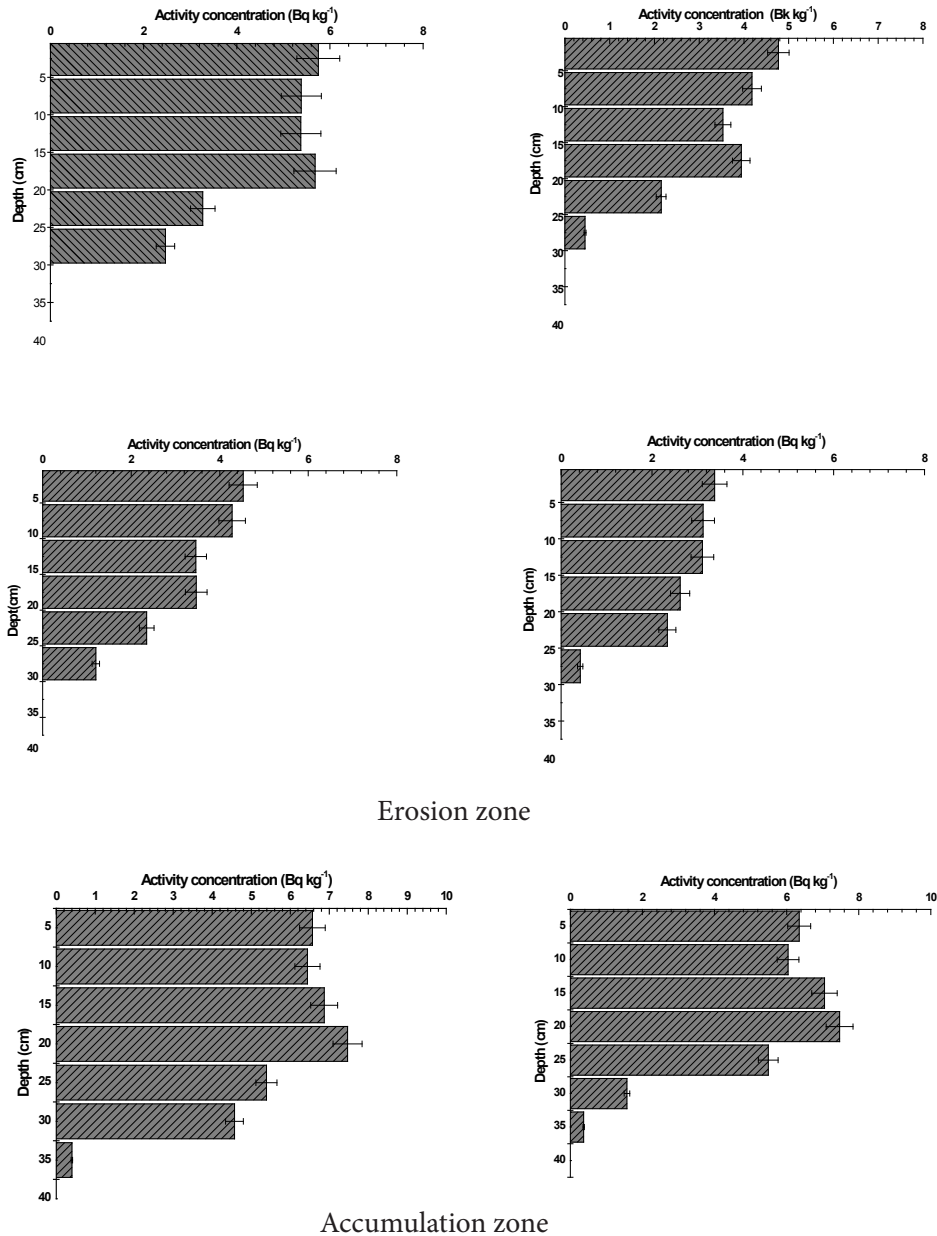 Activity concentration (Bq kg⁻¹)
0 2 4 6 8
Depth (cm)
5
10
15
20
25
30
35
40
Activity concentration (Bk kg⁻¹)
0 1 2 3 4 5 6 7 8
Depth (cm)
5
10
15
20
25
30
35
40
Activity concentration (Bq kg⁻¹)
0 2 4 6 8
Dept(cm)
5
10
15
20
25
30
35
40
Activity concentration (Bq kg⁻¹)
0 2 4 6 8
Depth (cm)
5
10
15
20
25
30
35
40
Erosion zone
Activity concentration (Bq kg⁻¹)
0 1 2 3 4 5 6 7 8 9 10
Depth (cm)
5
10
15
20
25
30
35
40
Activity concentration (Bq kg⁻¹)
0 2 4 6 8 10
Depth (cm)
5
10
15
20
25
30
35
40
Accumulation zone